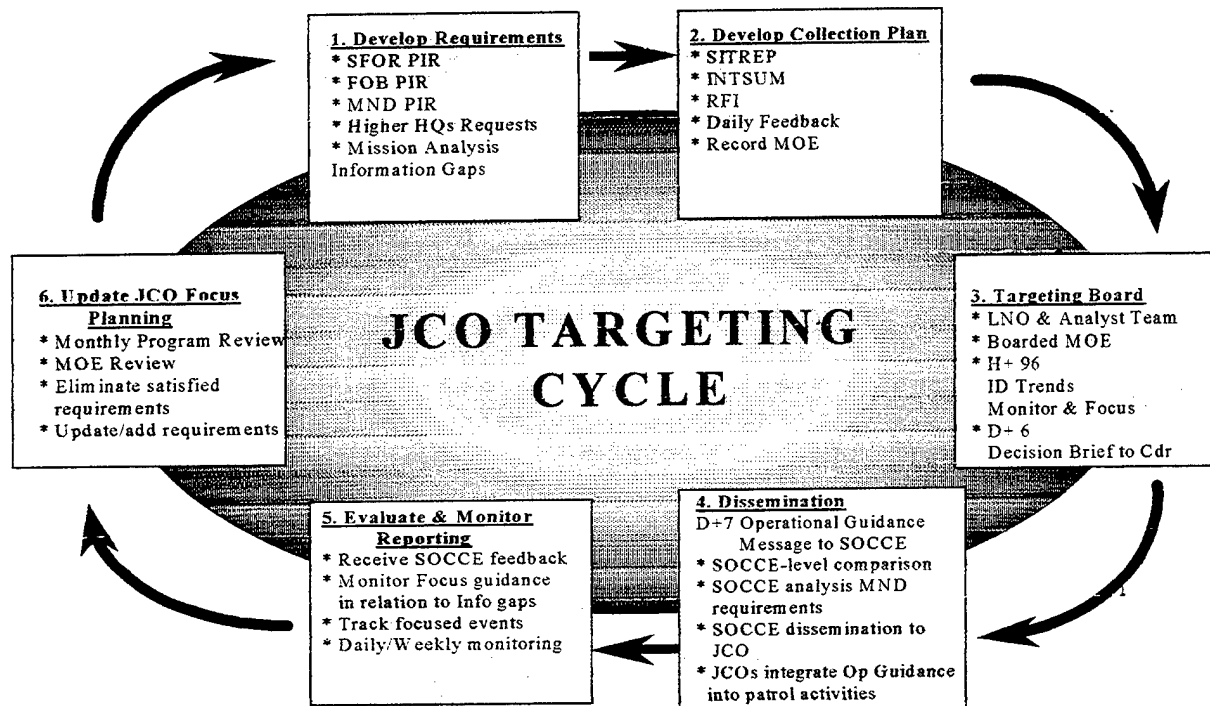 1. Develop Requirements
* SFOR PIR
* FOB PIR
* MND PIR
* Higher HQs Requests
* Mission Analysis
Information Gaps
2. Develop Collection Plan
* SITREP
* INTSUM
* RFI
* Daily Feedback
* Record MOE
3. Targeting Board
* LNO & Analyst Team
* Boarded MOE
* H+ 96
ID Trends
Monitor & Focus
* D+ 6
Decision Brief to Cdr
4. Dissemination
D+7 Operational Guidance
Message to SOCCE
* SOCCE-level comparison
* SOCCE analysis MND
requirements
* SOCCE dissemination to
JCO
* JCOs integrate Op Guidance
into patrol activities
5. Evaluate & Monitor
Reporting
* Receive SOCCE feedback
* Monitor Focus guidance
in relation to Info gaps
* Track focused events
* Daily/Weekly monitoring
6. Update JCO Focus
Planning
* Monthly Program Review
* MOE Review
* Eliminate satisfied
requirements
* Update/add requirements
JCO TARGETING
CYCLE